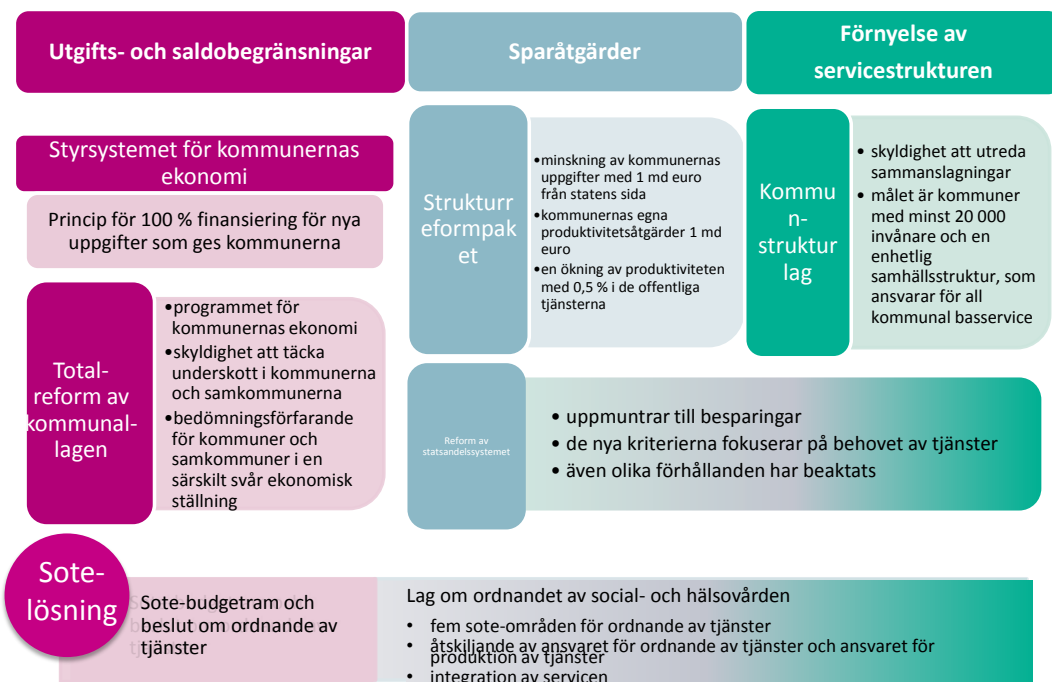 Utgifts- och saldobegränsningar
Sparåtgärder
Förnyelse av
servicestrukturen
Styrsystemet för kommunernas
ekonomi
Princip för 100 % finansiering för nya
uppgifter som ges kommunerna
Total-
reform av
kommunal-
lagen
•programmet för
kommunernas ekonomi
•skyldighet att täcka
underskott i kommunerna
och samkommunerna
•bedömningsförfarande
för kommuner och
samkommuner i en
särskilt svår ekonomisk
ställning
Strukturr
eformpak
et
•minskning av kommunernas
uppgifter med 1 md euro
från statens sida
•kommunernas egna
produktivitetsåtgärder 1 md
euro
•en ökning av produktiviteten
med 0,5 % i de offentliga
tjänsterna
Kommu
n-
struktur
lag
• skyldighet att utreda
sammanslagningar
• målet är kommuner
med minst 20 000
invånare och en
enhetlig
samhällsstruktur, som
ansvarar för all
kommunal basservice
Reform av
statsandelssystemet
• uppmuntrar till besparingar
• de nya kriterierna fokuserar på behovet av tjänster
• även olika förhållanden har beaktats
Sote-
lösning
Sote-budgetram och
beslut om ordnande av
tjänster
Lag om ordnandet av social- och hälsovården
• fem sote-områden för ordnande av tjänster
• åtskiljande av ansvaret för ordnande av tjänster och ansvaret för
produktion av tjänster
• integration av servicen